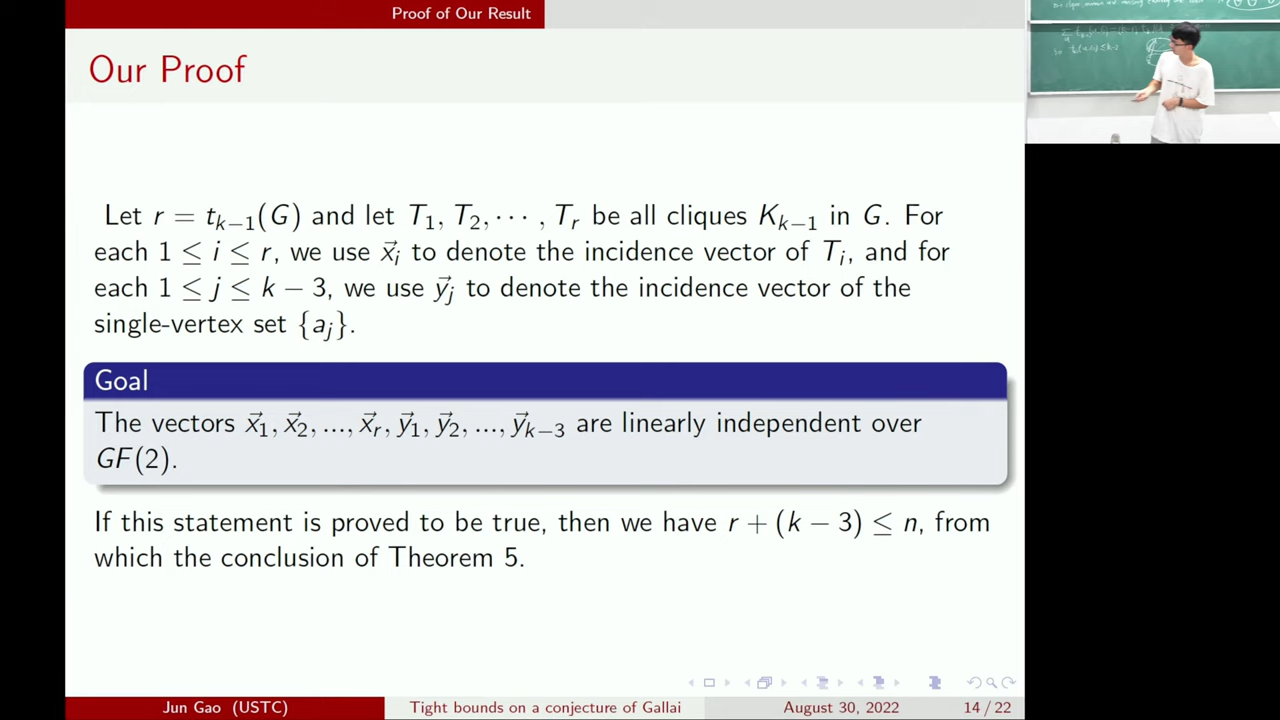 Proof of Our Result
Our Proof
Let r = t_{k−1}(G) and let T_1, T_2, ⋯ , T_r be all cliques K_{k−1} in G. For
each 1 ≤ i ≤ r, we use x⃗_i to denote the incidence vector of T_i, and for
each 1 ≤ j ≤ k − 3, we use y⃗_j to denote the incidence vector of the
single-vertex set {a_j}.
Goal
The vectors x⃗_1, x⃗_2, ..., x⃗_r, y⃗_1, y⃗_2, ..., y⃗_{k−3} are linearly independent over
GF(2).
If this statement is proved to be true, then we have r + (k − 3) ≤ n, from
which the conclusion of Theorem 5.
Jun Gao (USTC)
Tight bounds on a conjecture of Gallai
August 30, 2022
14 / 22